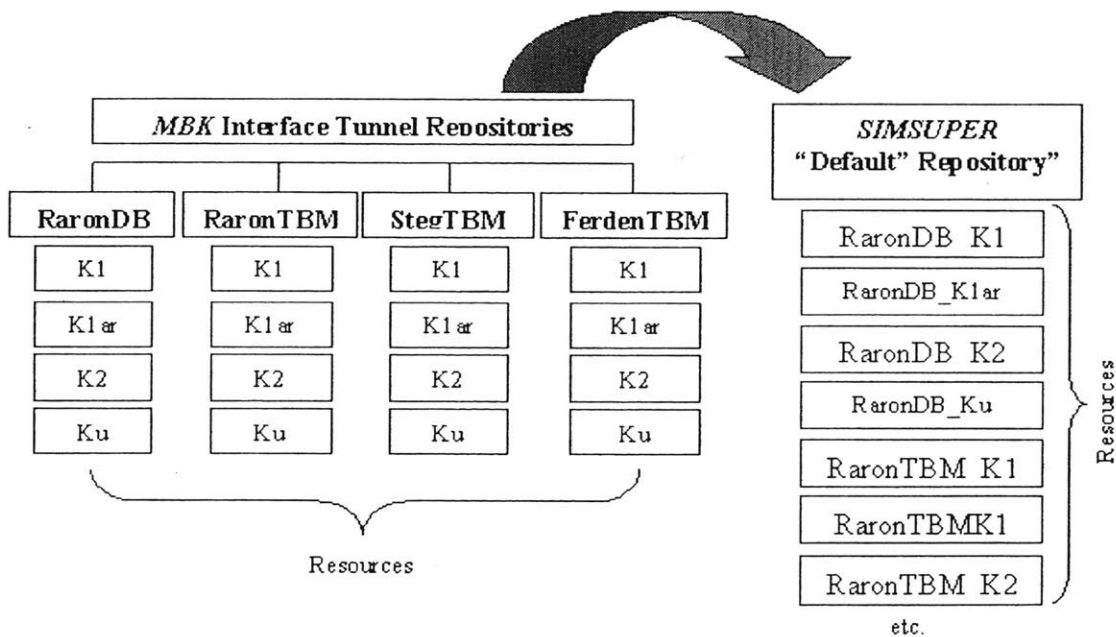 MBK Interface Tunnel Repositories
RaronDB
RaronTBM
StegTBM
FerdenTBM
K1
K1
K1
K1
K1ar
K1ar
K1ar
K1ar
K2
K2
K2
K2
Ku
Ku
Ku
Ku
Resources
SIMSUPER
“Default” Repository”
RaronDB K1
RaronDB_K1ar
RaronDB K2
RaronDB_Ku
RaronTBM K1
RaronTBMK1
RaronTBM K2
etc.
Resources